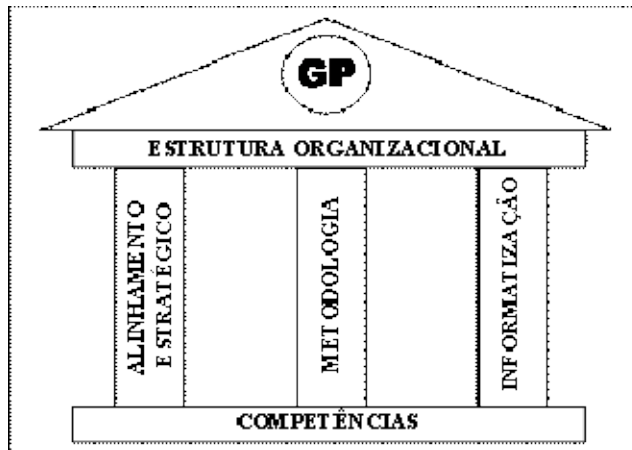 GP
ESTRUTURA ORGANIZACIONAL
ALINHAMENTO
ESTRATÉGICO
METODOLOGIA
INFORMATIZAÇÃO
COMPETÊNCIAS